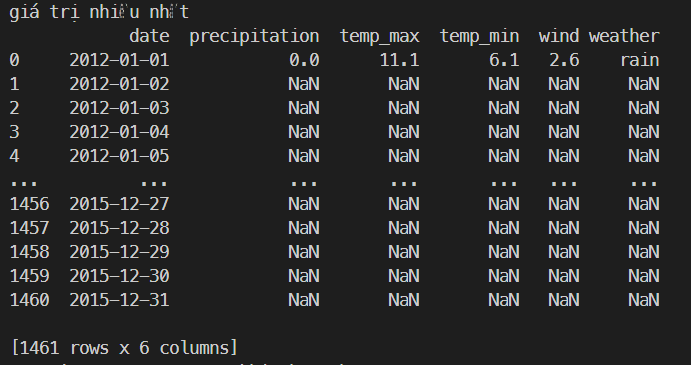 giá trị nhiều nhất
date precipitation temp_max temp_min wind weather
0 2012-01-01 0.0 11.1 6.1 2.6 rain
1 2012-01-02 NaN NaN NaN NaN NaN
2 2012-01-03 NaN NaN NaN NaN NaN
3 2012-01-04 NaN NaN NaN NaN NaN
4 2012-01-05 NaN NaN NaN NaN NaN
... ... ... ... ... ... ...
1456 2015-12-27 NaN NaN NaN NaN NaN
1457 2015-12-28 NaN NaN NaN NaN NaN
1458 2015-12-29 NaN NaN NaN NaN NaN
1459 2015-12-30 NaN NaN NaN NaN NaN
1460 2015-12-31 NaN NaN NaN NaN NaN
[1461 rows x 6 columns]